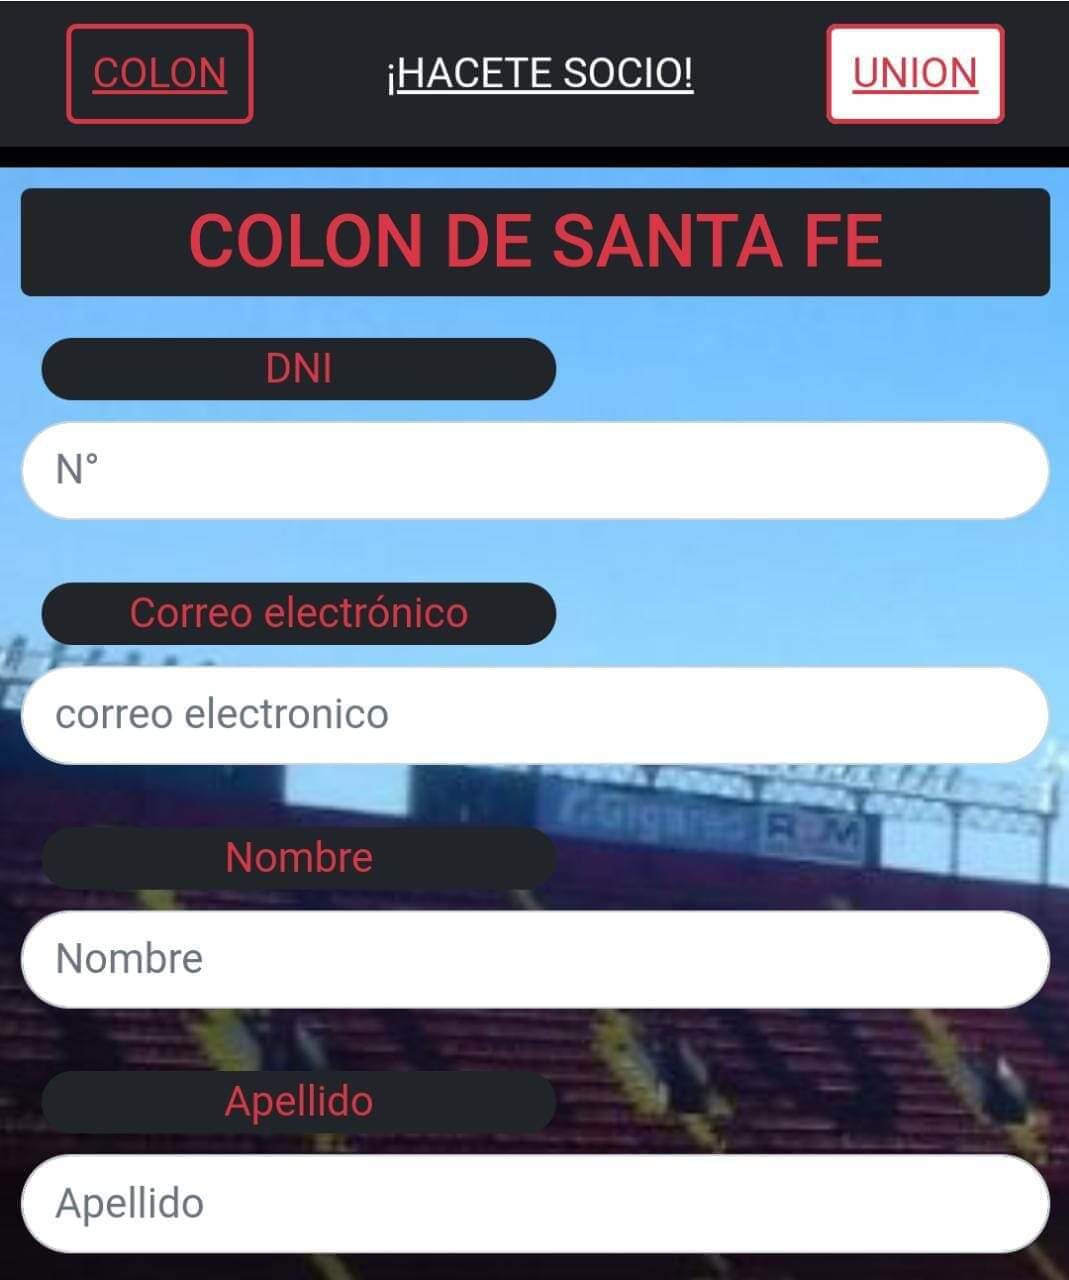 COLON
¡HACETE SOCIO!
UNION
COLON DE SANTA FE
DNI
N°
Correo electrónico
correo electronico
Nombre
Nombre
Apellido
Apellido